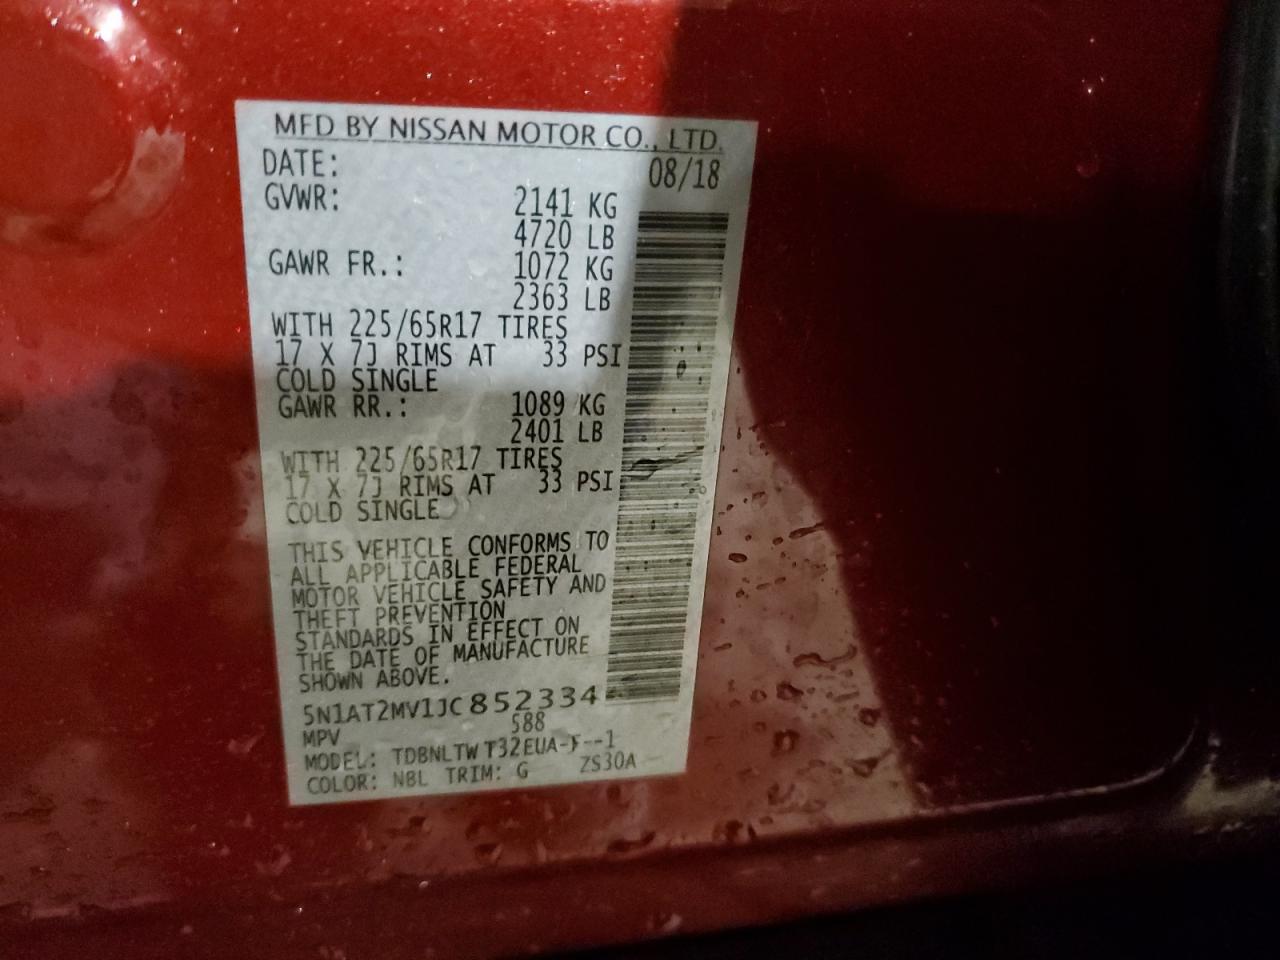 MFD BY NISSAN MOTOR CO., LTD.
DATE: 08/18
GVWR: 2141 KG
4720 LB
GAWR FR.: 1072 KG
2363 LB
WITH 225/65R17 TIRES
17 X 7J RIMS AT 33 PSI
COLD SINGLE
GAWR RR.: 1089 KG
2401 LB
WITH 225/65R17 TIRES
17 X 7J RIMS AT 33 PSI
COLD SINGLE
THIS VEHICLE CONFORMS TO
ALL APPLICABLE FEDERAL
MOTOR VEHICLE SAFETY AND
THEFT PREVENTION
STANDARDS IN EFFECT ON
THE DATE OF MANUFACTURE
SHOWN ABOVE.
5N1AT2MV1JC852334
MPV 588
MODEL: TDBNLTW T32EUA- --1
COLOR: NBL TRIM: G ZS30A